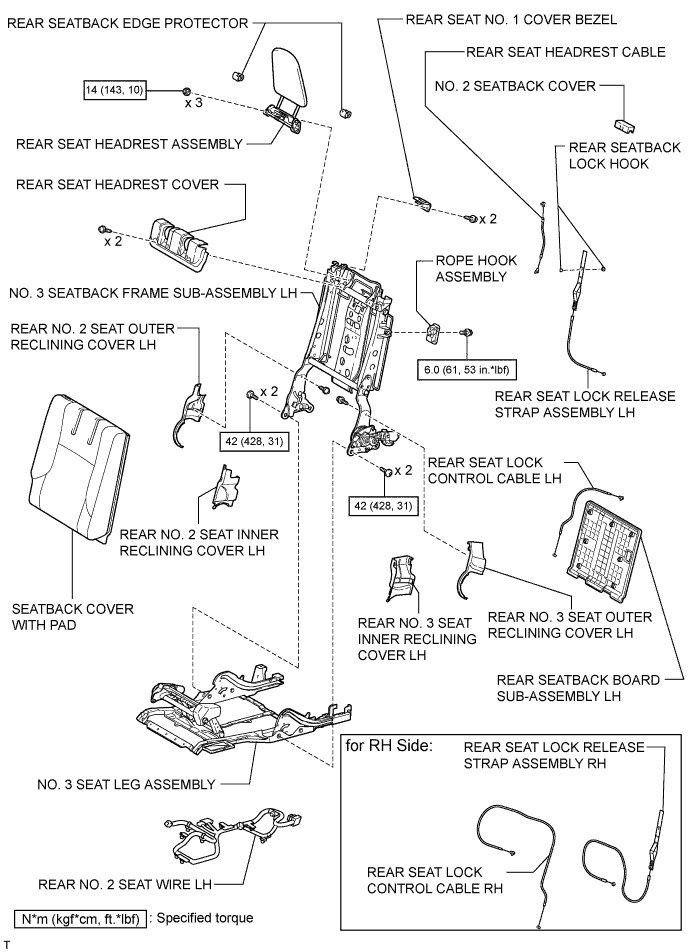 REAR SEATBACK EDGE PROTECTOR
REAR SEAT NO. 1 COVER BEZEL
REAR SEAT HEADREST CABLE
NO. 2 SEATBACK COVER
14 (143, 10)
x 3
REAR SEAT HEADREST ASSEMBLY
REAR SEATBACK
LOCK HOOK
REAR SEAT HEADREST COVER
x 2
x 2
ROPE HOOK
ASSEMBLY
NO. 3 SEATBACK FRAME SUB-ASSEMBLY LH
REAR NO. 2 SEAT OUTER
RECLINING COVER LH
6.0 (61, 53 in.*lbf)
x 2
REAR SEAT LOCK RELEASE
STRAP ASSEMBLY LH
42 (428, 31)
REAR SEAT LOCK
CONTROL CABLE LH
x 2
42 (428, 31)
REAR NO. 2 SEAT INNER
RECLINING COVER LH
SEATBACK COVER
WITH PAD
REAR NO. 3 SEAT
INNER RECLINING
COVER LH
REAR NO. 3 SEAT OUTER
RECLINING COVER LH
REAR SEATBACK BOARD
SUB-ASSEMBLY LH
for RH Side:
REAR SEAT LOCK RELEASE
STRAP ASSEMBLY RH
NO. 3 SEAT LEG ASSEMBLY
REAR SEAT LOCK
CONTROL CABLE RH
REAR NO. 2 SEAT WIRE LH
N*m (kgf*cm, ft.*lbf) : Specified torque
T